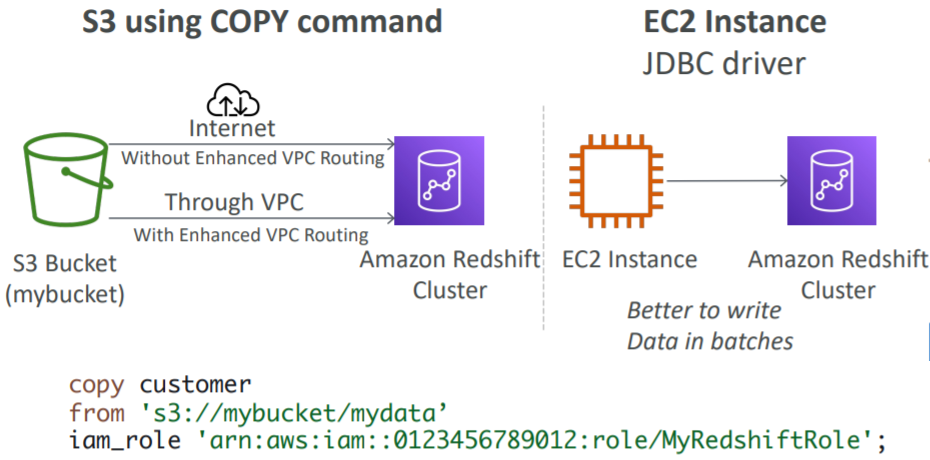 S3 using COPY command
Internet
Without Enhanced VPC Routing
Through VPC
With Enhanced VPC Routing
S3 Bucket
(mybucket)
Amazon Redshift
Cluster
EC2 Instance
JDBC driver
EC2 Instance
Amazon Redshift
Cluster
Better to write
Data in batches
copy customer
from 's3://mybucket/mydata’
iam_role 'arn:aws:iam::0123456789012:role/MyRedshiftRole';